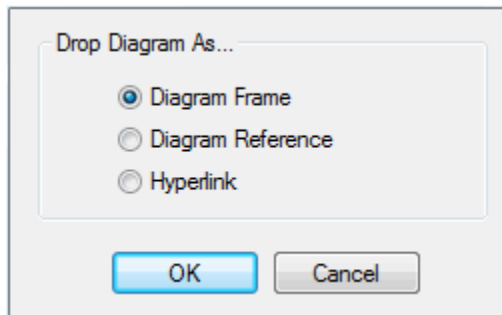 Drop Diagram As...
Diagram Frame
Diagram Reference
Hyperlink
OK Cancel